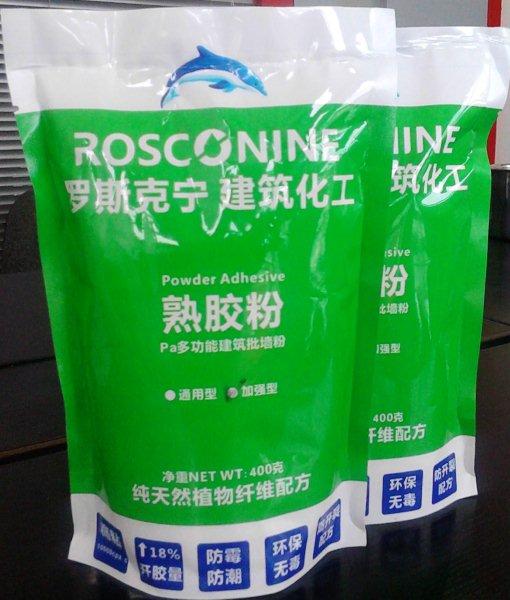 ROSCONINE
罗斯克宁 建筑化工
Powder Adhesive
熟胶粉
Pa多功能建筑批墙粉
通用型 加强型
净重NET WT:400克
纯天然植物纤维配方
18%
胶量
防霉
防潮
环保
无毒
防开裂
配方
NINE
筑化工
esive
粉
批墙粉
加强型
400克
纤维配方
环保
无毒
防开裂
配方